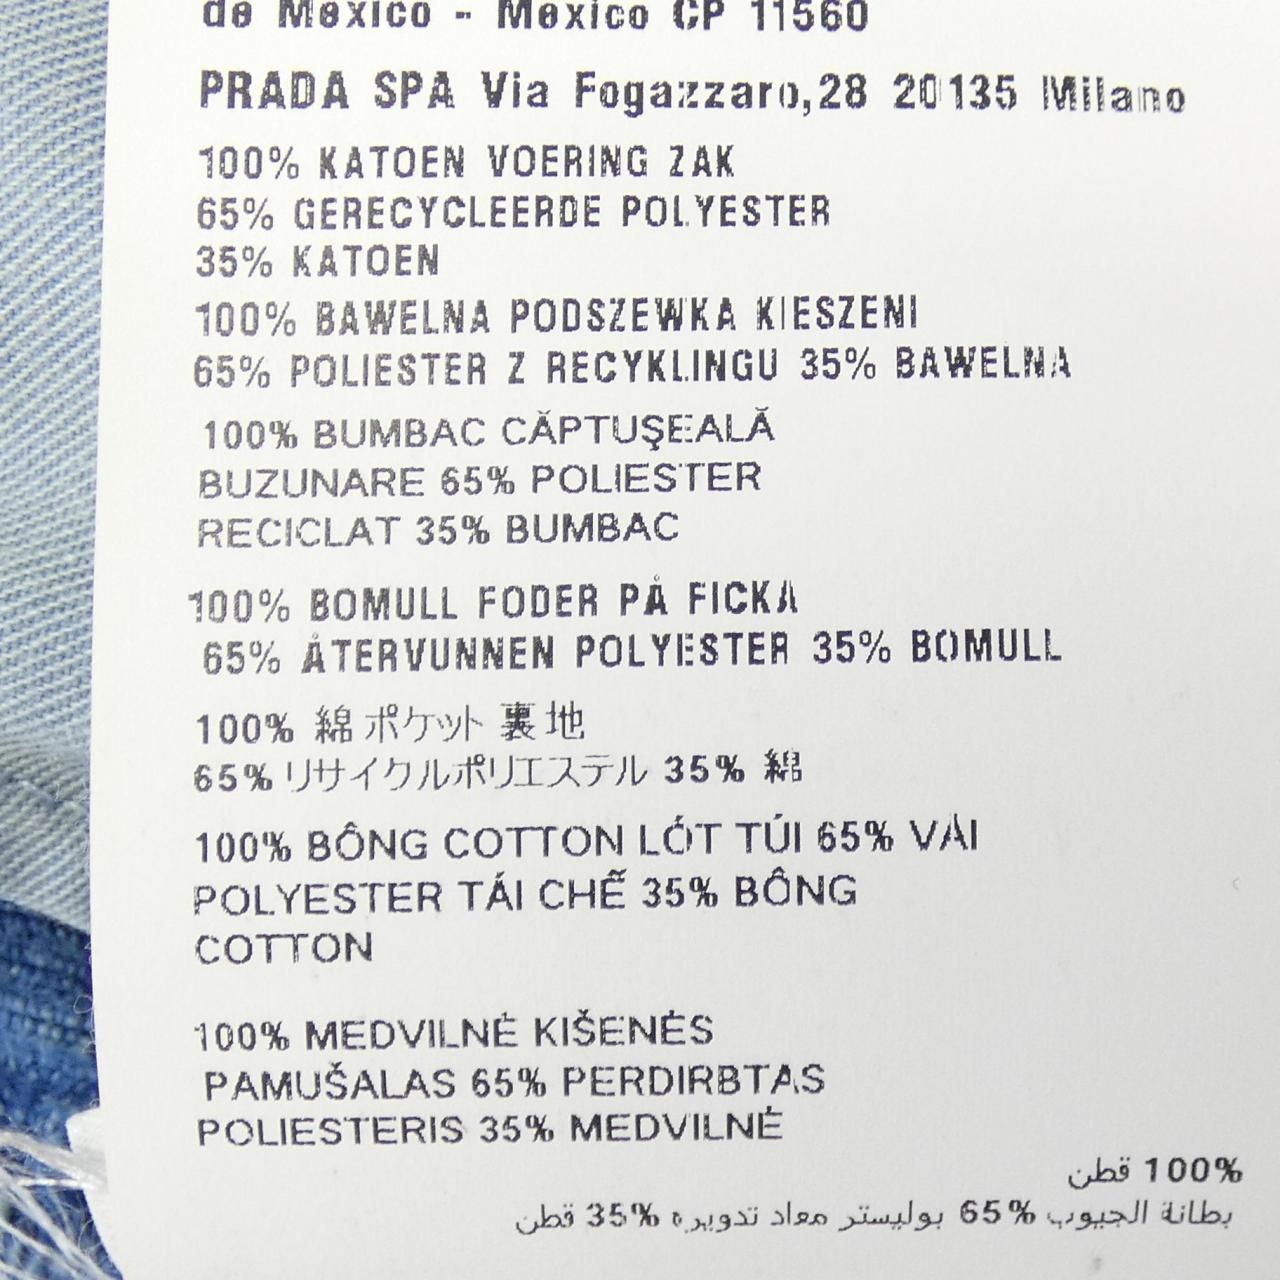 de Mexico - Mexico CP 11560
PRADA SPA Via Fogazzaro,28 20135 Milano
100% KATOEN VOERING ZAK
65% GERECYCLEERDE POLYESTER
35% KATOEN
100% BAWELNA PODSZEWKA KIESZENI
65% POLIESTER Z RECYKLINGU 35% BAWELNA
100% BUMBAC CĂPTUŞEALĂ
BUZUNARE 65% POLIESTER
RECICLAT 35% BUMBAC
100% BOMULL FODER PÅ FICKA
65% ÅTERVUNNEN POLYESTER 35% BOMULL
100% 綿 ポケット 裏地
65% リサイクルポリエステル 35% 綿
100% BÔNG COTTON LÓT TÚI 65% VÁI
POLYESTER TÁI CHẼ 35% BÔNG
COTTON
100% MEDVILNĖ KIŠENĖS
PAMUŠALAS 65% PERDIRBTAS
POLIESTERIS 35% MEDVILNĖ
100% قطن
بطانة الجيوب 65% بوليستر معاد تدويره 35% قطن